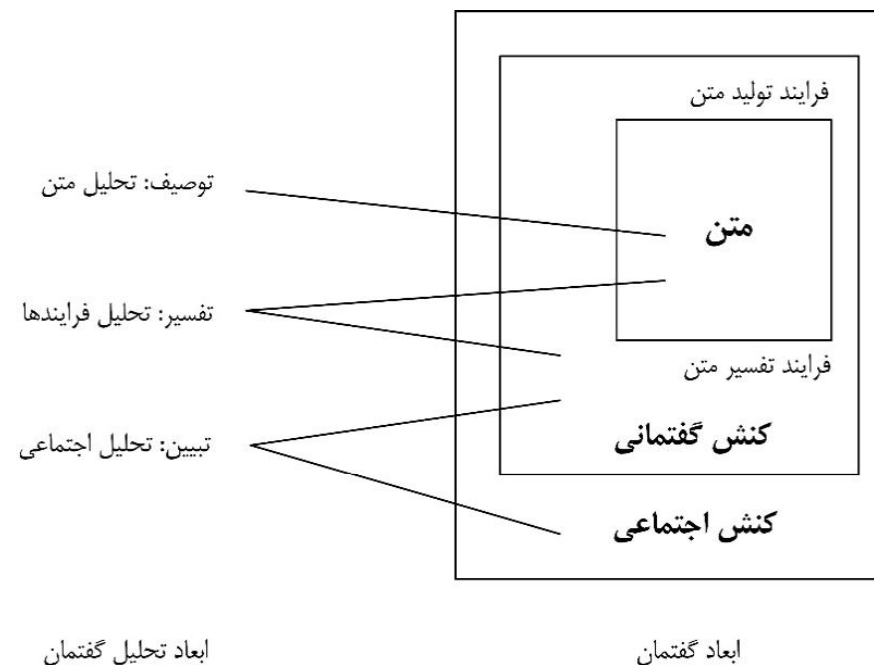 فرایند تولید متن
متن
توصیف: تحلیل متن
تفسیر: تحلیل فرایندها
فرایند تفسیر متن
کنش گفتمانی
تبیین: تحلیل اجتماعی
کنش اجتماعی
ابعاد گفتمان
ابعاد تحلیل گفتمان